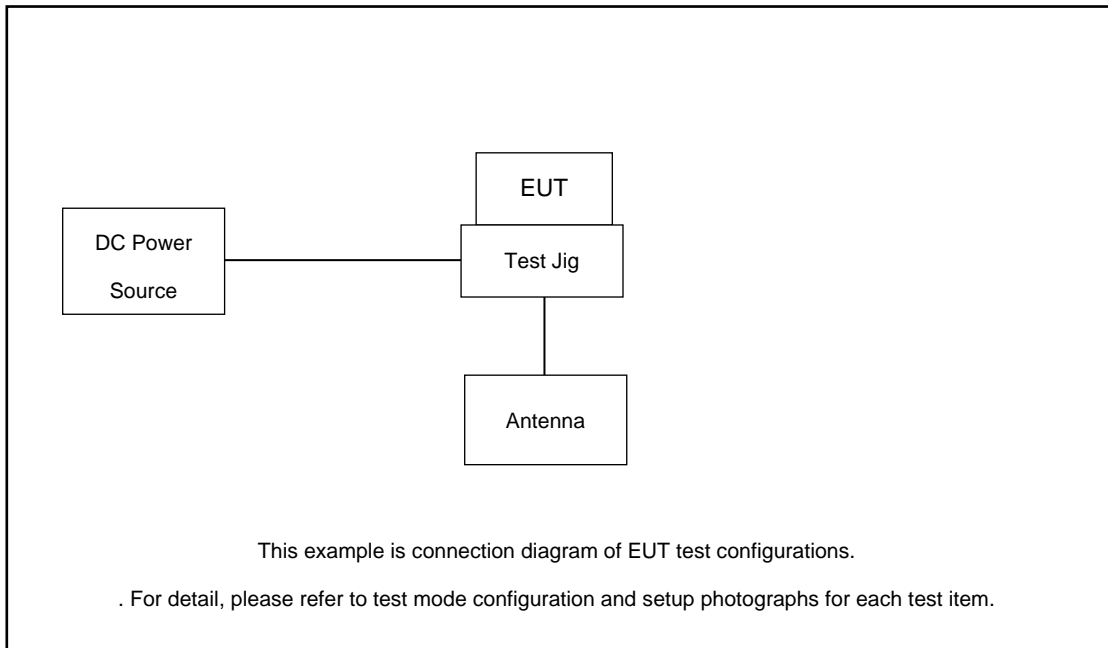 EUT
DC Power
Source
Test Jig
Antenna
This example is connection diagram of EUT test configurations.
. For detail, please refer to test mode configuration and setup photographs for each test item.